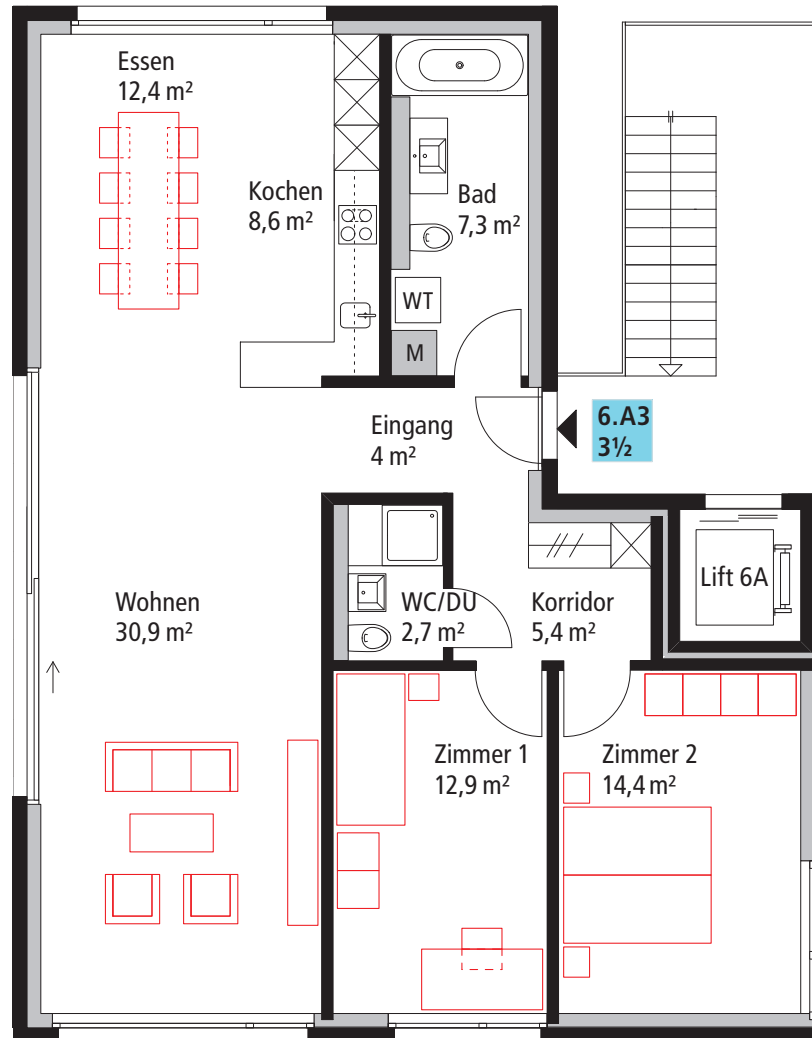 Essen
12,4 m²
Kochen
8,6 m²
Bad
7,3 m²
WT
M
Eingang
4 m²
6.A3
3½
Wohnen
30,9 m²
WC/DU
2,7 m²
Korridor
5,4 m²
Lift 6A
Zimmer 1
12,9 m²
Zimmer 2
14,4 m²